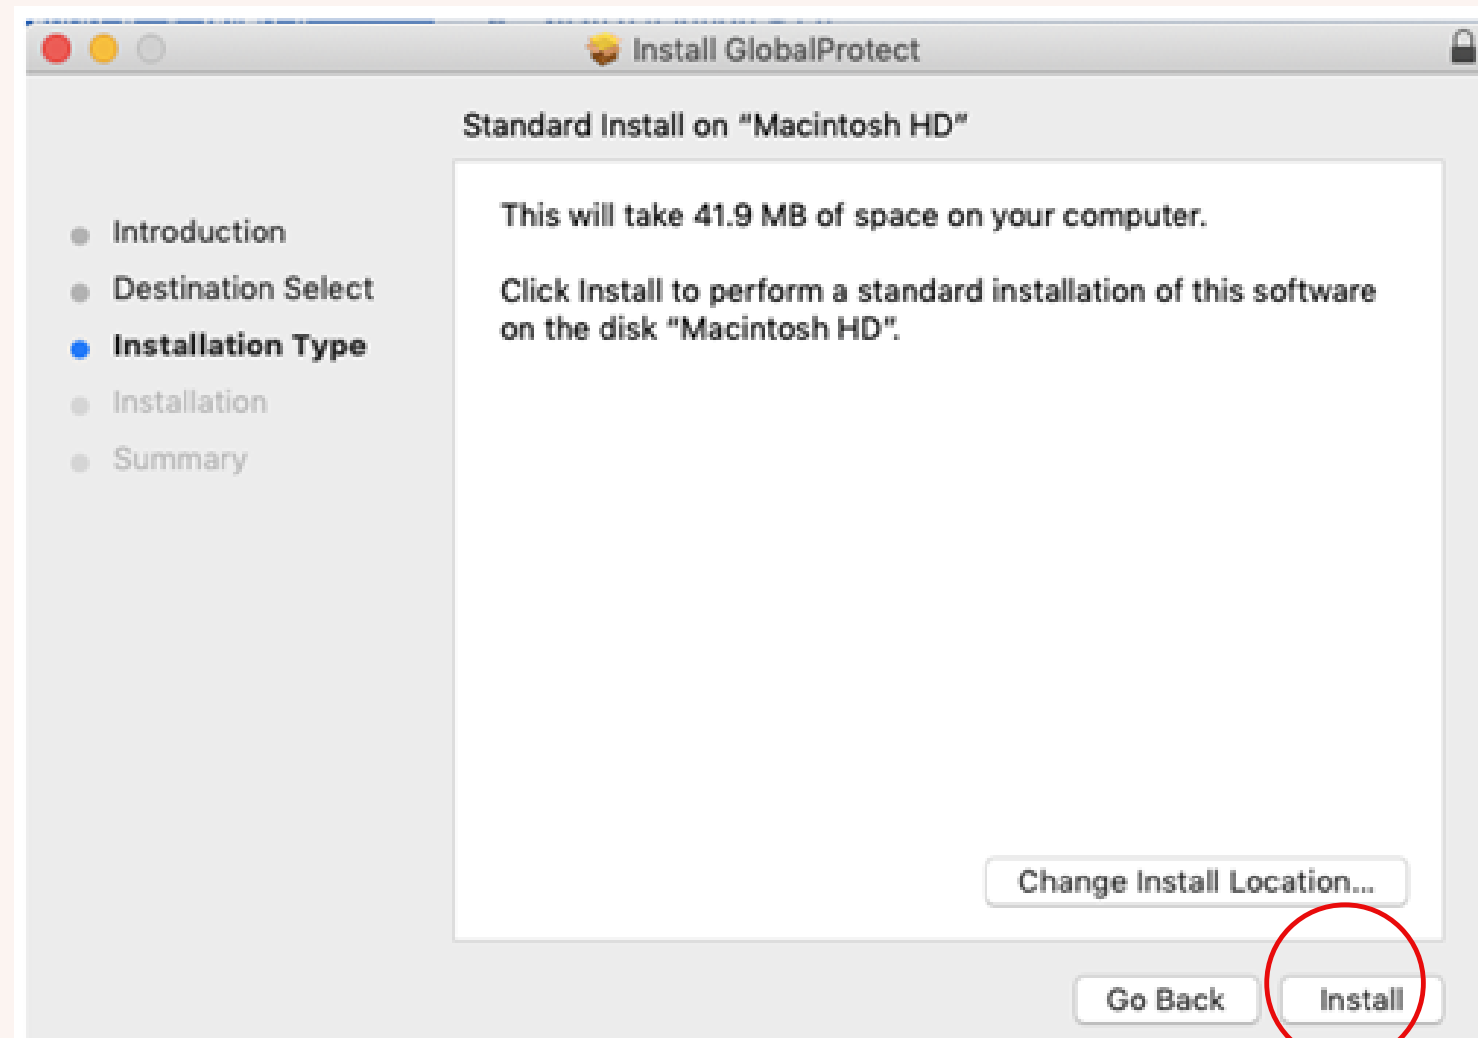 Install GlobalProtect
Standard Install on “Macintosh HD”
Introduction
Destination Select
Installation Type
Installation
Summary
This will take 41.9 MB of space on your computer.
Click Install to perform a standard installation of this software
on the disk “Macintosh HD”.
Change Install Location...
Go Back
Install